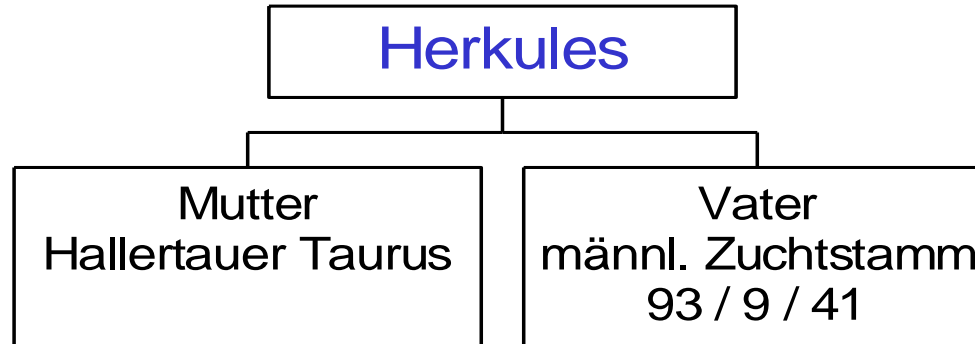 Herkules
Mutter
Hallertauer Taurus
Vater
männl. Zuchtstamm
93 / 9 / 41